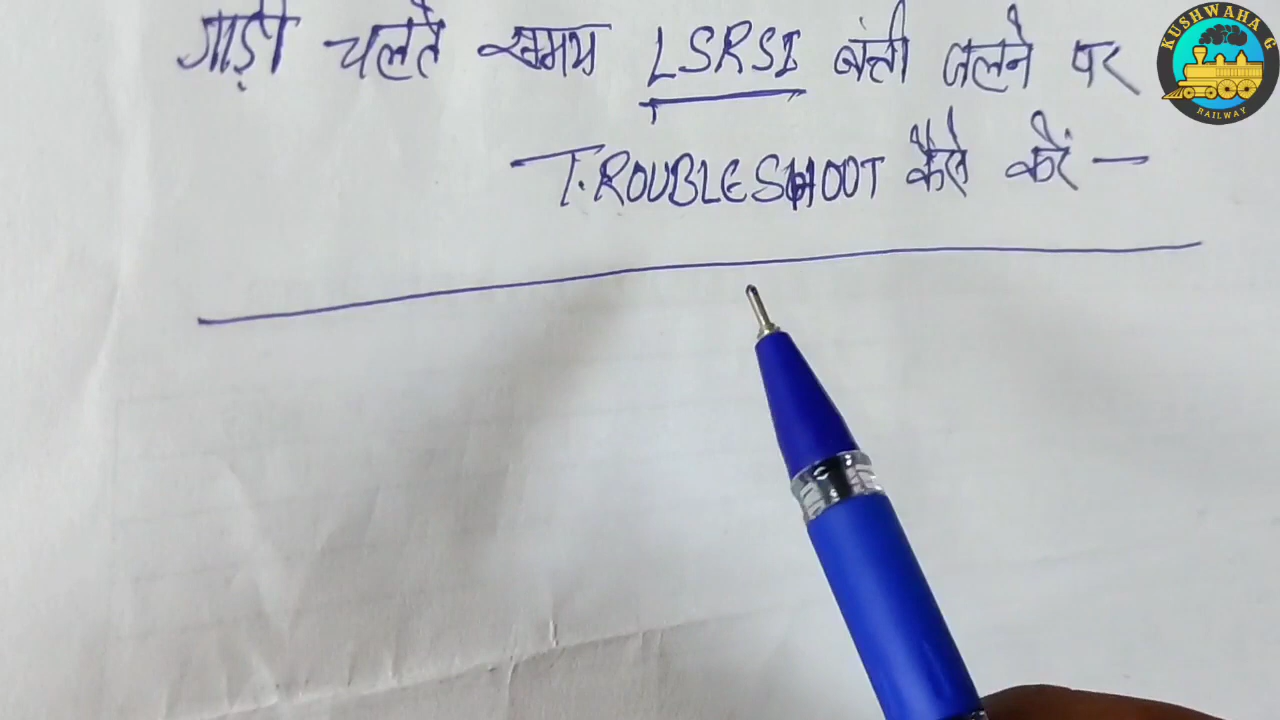 गाड़ी चलते समय LSRSI बत्ती जलने पर
TROUBLESHOOT कैसे करें —
KUSHWAHA G
RAILWAY